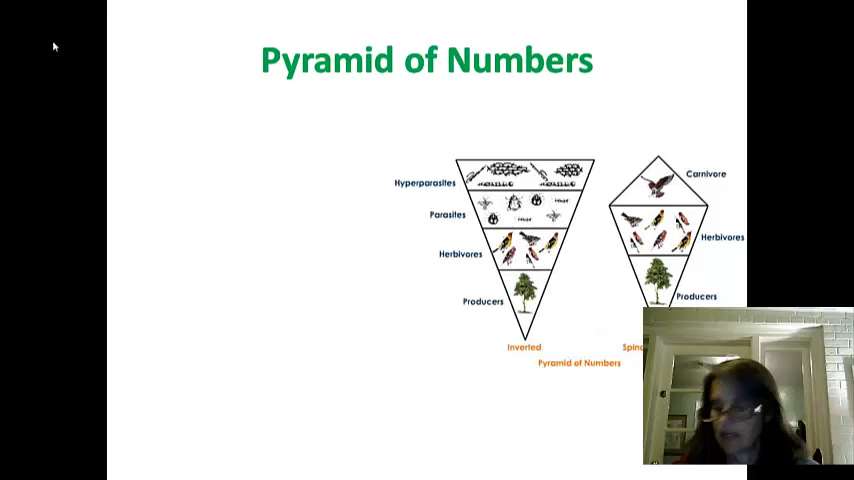 Pyramid of Numbers
Hyperparasites
Parasites
Herbivores
Producers
Carnivore
Herbivores
Producers
Inverted
Pyramid of Numbers